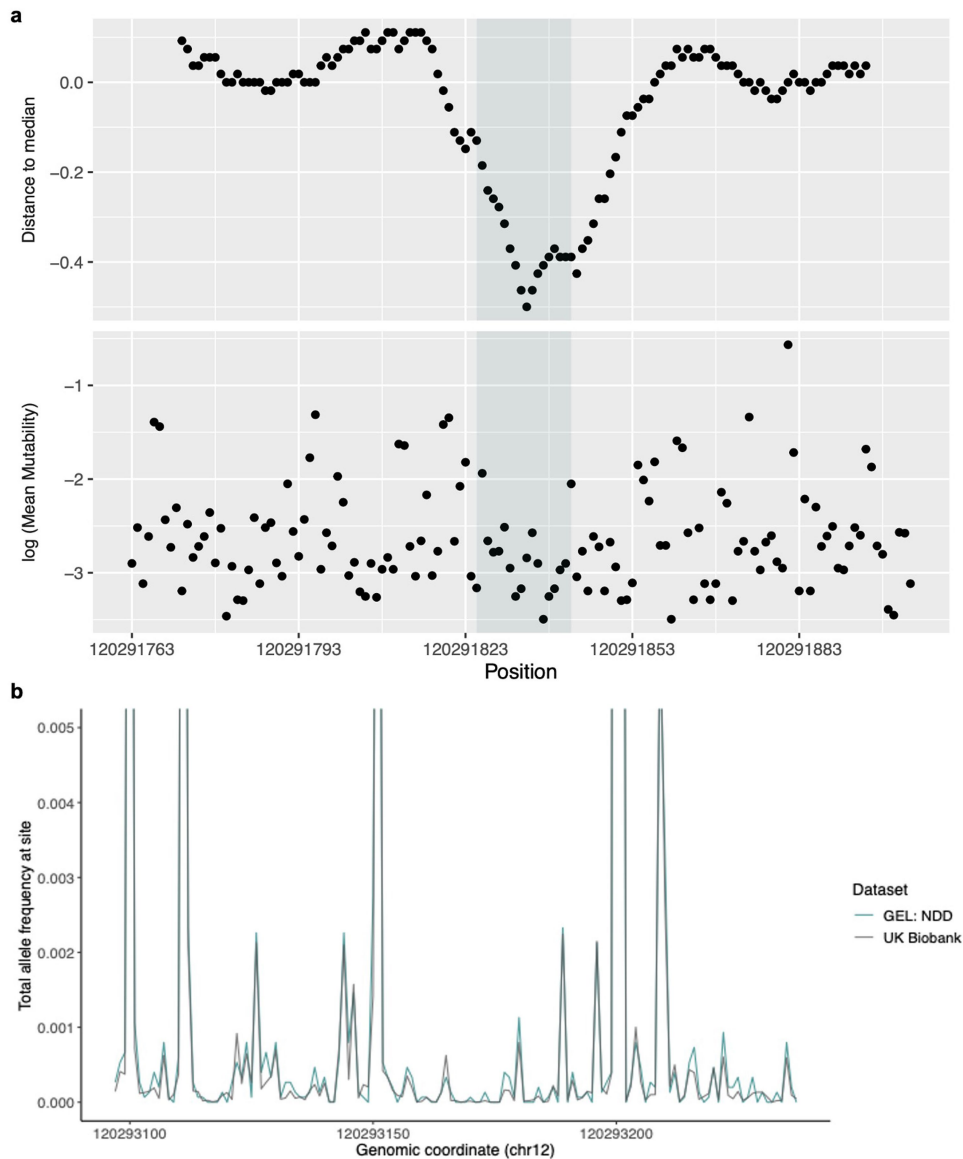 a
Distance to median
0.0
−0.2
−0.4
log (Mean Mutability)
−1
−2
−3
120291763
120291793
120291823
120291853
120291883
Position
b
Total allele frequency at site
0.005
0.004
0.003
0.002
0.001
0.000
120293100
120293150
120293200
Genomic coordinate (chr12)
Dataset
GEL: NDD
UK Biobank